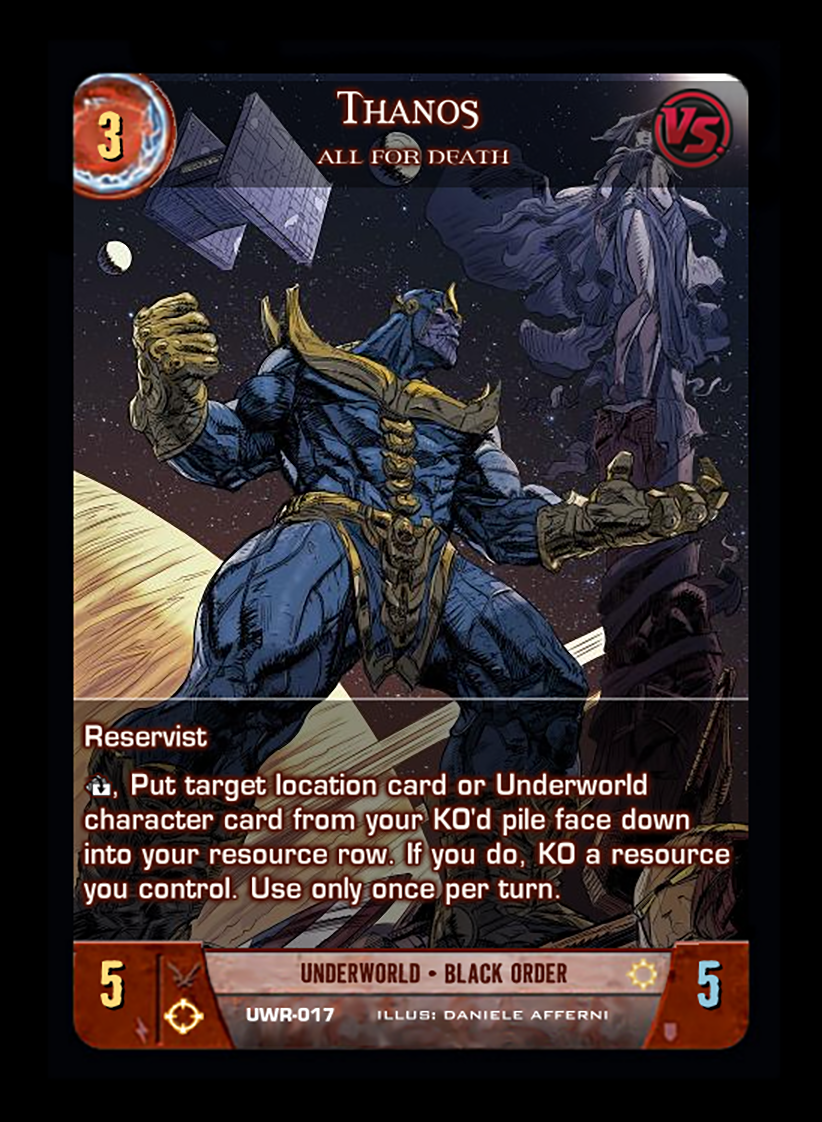 3
THANOS
VS.
ALL FOR DEATH
Reservist
, Put target location card or Underworld
character card from your KO'd pile face down
into your resource row. If you do, KO a resource
you control. Use only once per turn.
5
UNDERWORLD • BLACK ORDER
5
UWR-017 ILLUS: DANIELE AFFERNI